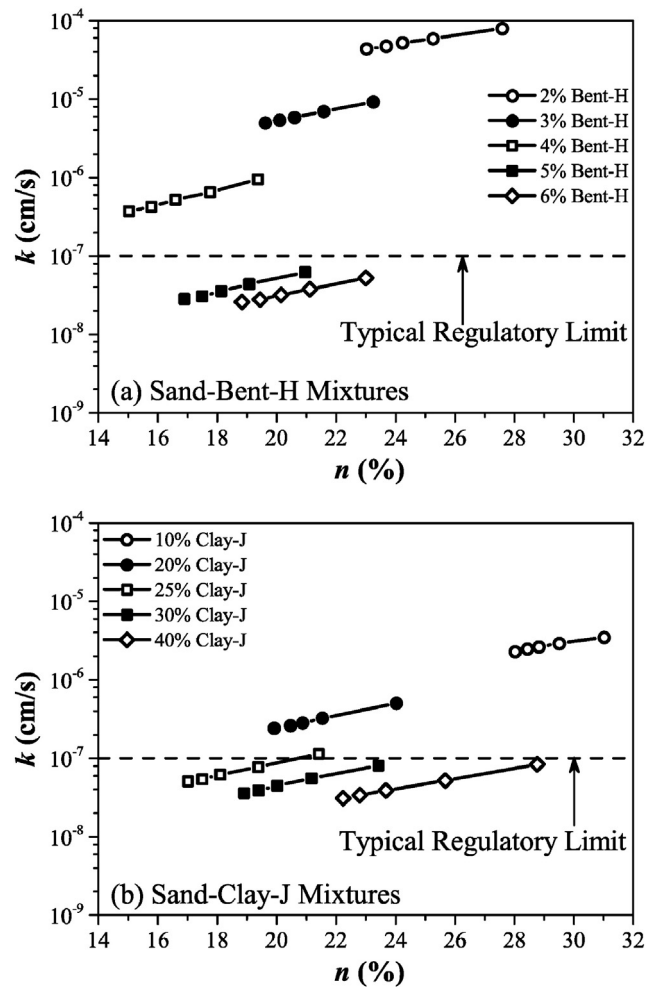 10⁻⁴
10⁻⁵
10⁻⁶
10⁻⁷
10⁻⁸
10⁻⁹
k (cm/s)
2% Bent-H
3% Bent-H
4% Bent-H
5% Bent-H
6% Bent-H
Typical Regulatory Limit
(a) Sand-Bent-H Mixtures
14 16 18 20 22 24 26 28 30 32
n (%)
10⁻⁴
10⁻⁵
10⁻⁶
10⁻⁷
10⁻⁸
10⁻⁹
k (cm/s)
10% Clay-J
20% Clay-J
25% Clay-J
30% Clay-J
40% Clay-J
Typical Regulatory Limit
(b) Sand-Clay-J Mixtures
14 16 18 20 22 24 26 28 30 32
n (%)